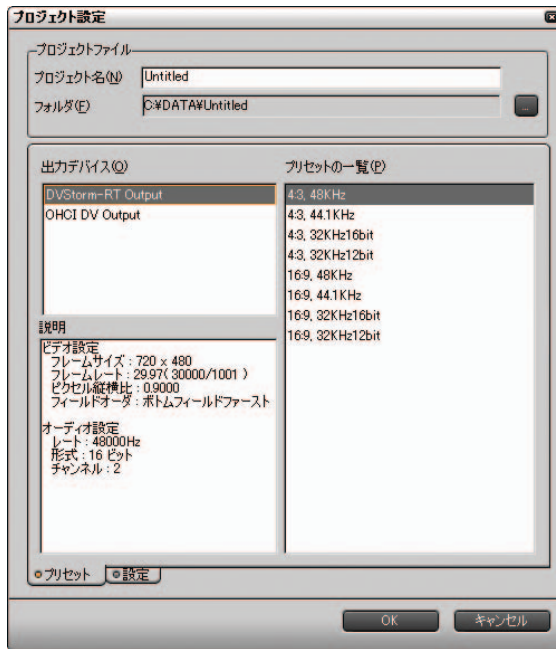 プロジェクト設定
プロジェクトファイル
プロジェクト名(N) Untitled
フォルダ(F) C:¥DATA¥Untitled ...
出力デバイス(O)
DVStorm-RT Output
OHCI DV Output
プリセットの一覧(P)
4:3, 48KHz
4:3, 44.1KHz
4:3, 32KHz16bit
4:3, 32KHz12bit
16:9, 48KHz
16:9, 44.1KHz
16:9, 32KHz16bit
16:9, 32KHz12bit
説明
ビデオ設定
フレームサイズ : 720 x 480
フレームレート : 29.97( 30000/1001 )
ピクセル縦横比 : 0.9000
フィールドオーダ : ボトムフィールドファースト
オーディオ設定
レート : 48000Hz
形式 : 16 ビット
チャンネル : 2
プリセット 設定
OK キャンセル